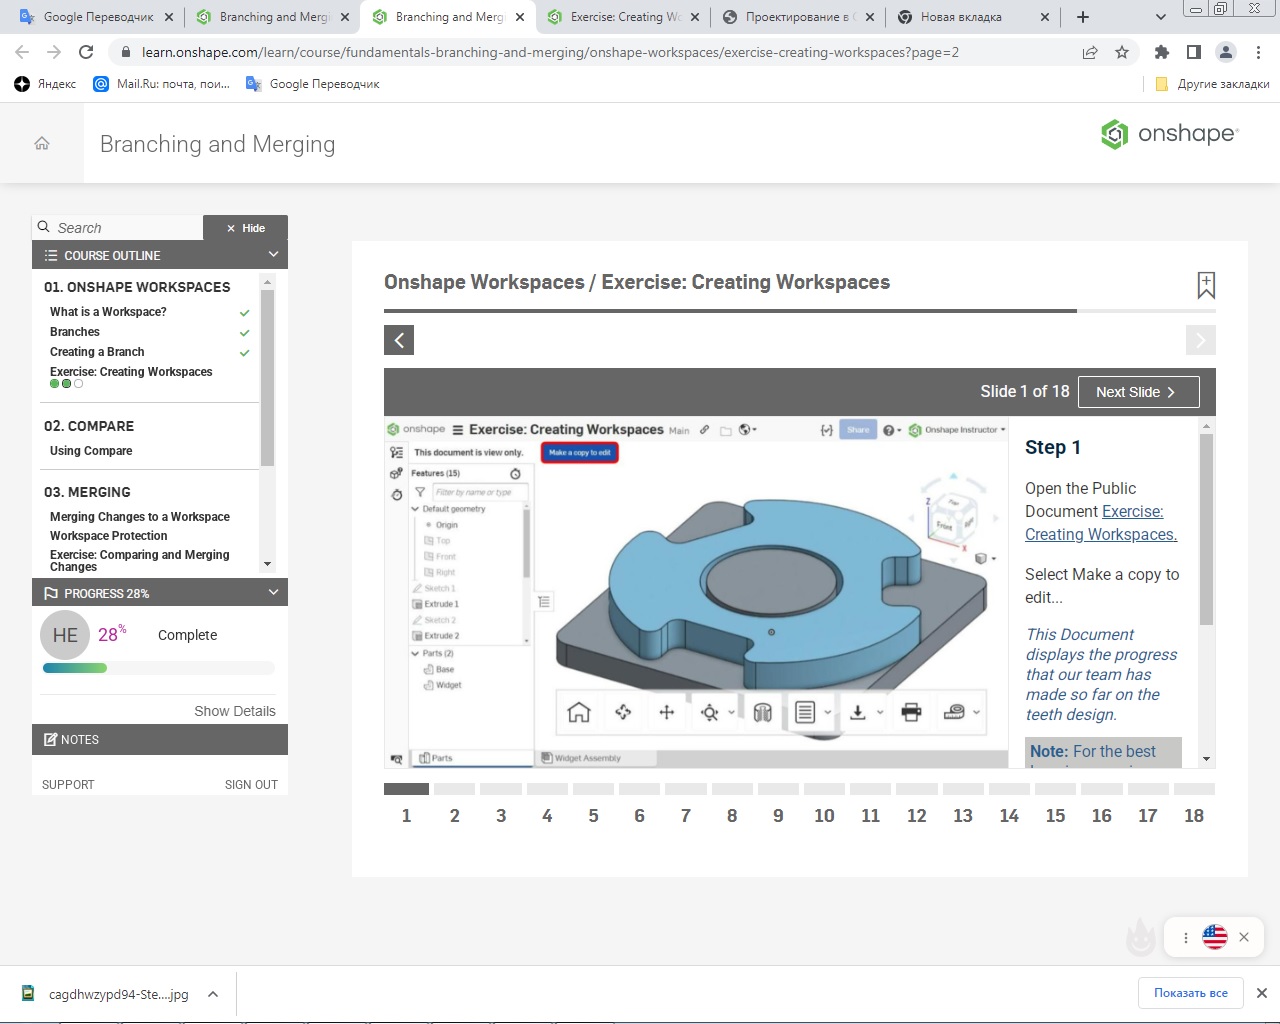 Google Переводчик
Branching and Mergi
Branching and Mergi
Exercise: Creating Wo
Проектирование в O
Новая вкладка
learn.onshape.com/learn/course/fundamentals-branching-and-merging/onshape-workspaces/exercise-creating-workspaces?page=2
Яндекс
Mail.Ru: почта, пои...
Google Переводчик
Другие закладки
Branching and Merging
onshape
Search
Hide
COURSE OUTLINE
01. ONSHAPE WORKSPACES
What is a Workspace?
Branches
Creating a Branch
Exercise: Creating Workspaces
02. COMPARE
Using Compare
03. MERGING
Merging Changes to a Workspace
Workspace Protection
Exercise: Comparing and Merging
Changes
PROGRESS 28%
HE
28%
Complete
Show Details
NOTES
SUPPORT
SIGN OUT
Onshape Workspaces / Exercise: Creating Workspaces
Slide 1 of 18
Next Slide
onshape
Exercise: Creating Workspaces
Main
Share
Onshape Instructor
This document is view only.
Make a copy to edit
Features (15)
Filter by name or type
Default geometry
Origin
Top
Front
Right
Sketch 1
Extrude 1
Sketch 2
Extrude 2
Parts (2)
Base
Widget
Z
Top
Front
Right
X
Parts
Widget Assembly
Step 1
Open the Public
Document Exercise:
Creating Workspaces.
Select Make a copy to
edit...
This Document
displays the progress
that our team has
made so far on the
teeth design.
Note: For the best
1 2 3 4 5 6 7 8 9 10 11 12 13 14 15 16 17 18
cagdhwzypd94-Ste....jpg
Показать все